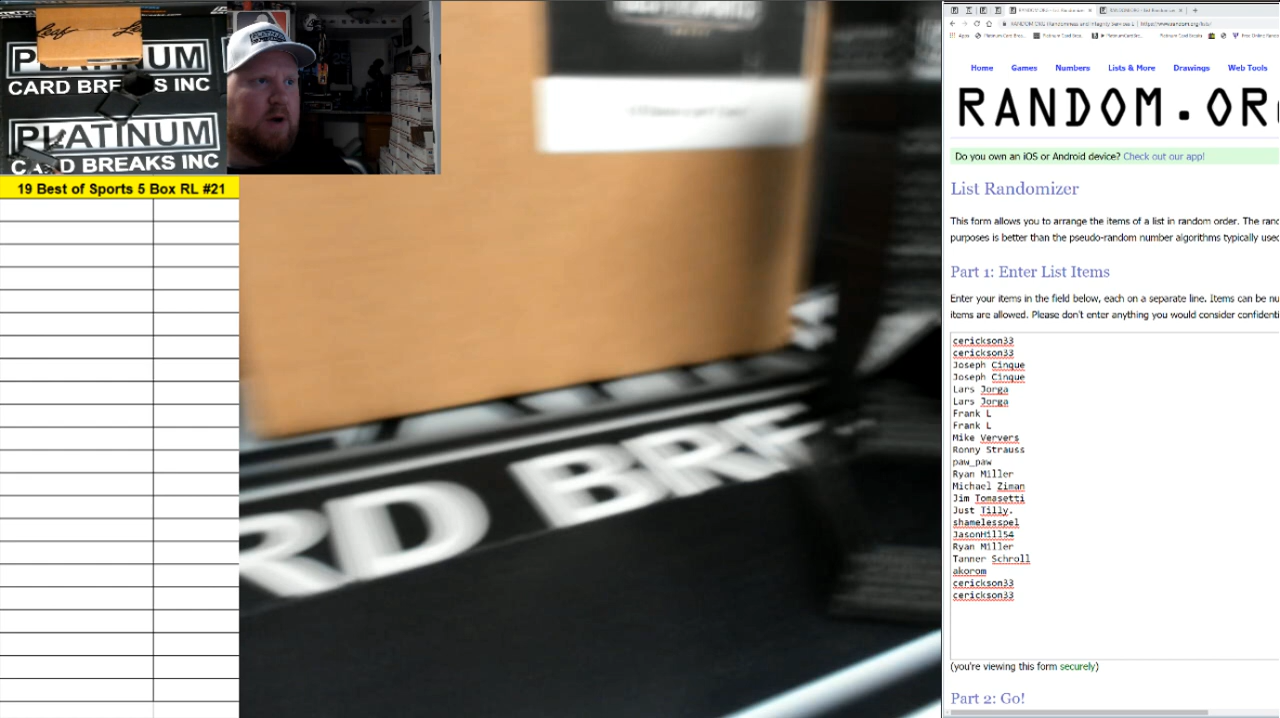 PLATINUM
CARD BREAKS INC
PLATINUM
CARD BREAKS INC
19 Best of Sports 5 Box RL #21
RD BRE
Home Games Numbers Lists & More Drawings Web Tools
RANDOM.OR
Do you own an iOS or Android device? Check out our app!
List Randomizer
This form allows you to arrange the items of a list in random order. The rand
purposes is better than the pseudo-random number algorithms typically used
Part 1: Enter List Items
Enter your items in the field below, each on a separate line. Items can be nu
items are allowed. Please don't enter anything you would consider confidenti
cerickson33
cerickson33
Joseph Cinque
Joseph Cinque
Lars Jorga
Lars Jorga
Frank L
Frank L
Mike Ververs
Ronny Strauss
paw_paw
Ryan Miller
Michael Ziman
Jim Tomasetti
Just Tilly.
shamelesspel
JasonHill54
Ryan Miller
Tanner Schroll
akorom
cerickson33
cerickson33
(you're viewing this form securely)
Part 2: Go!